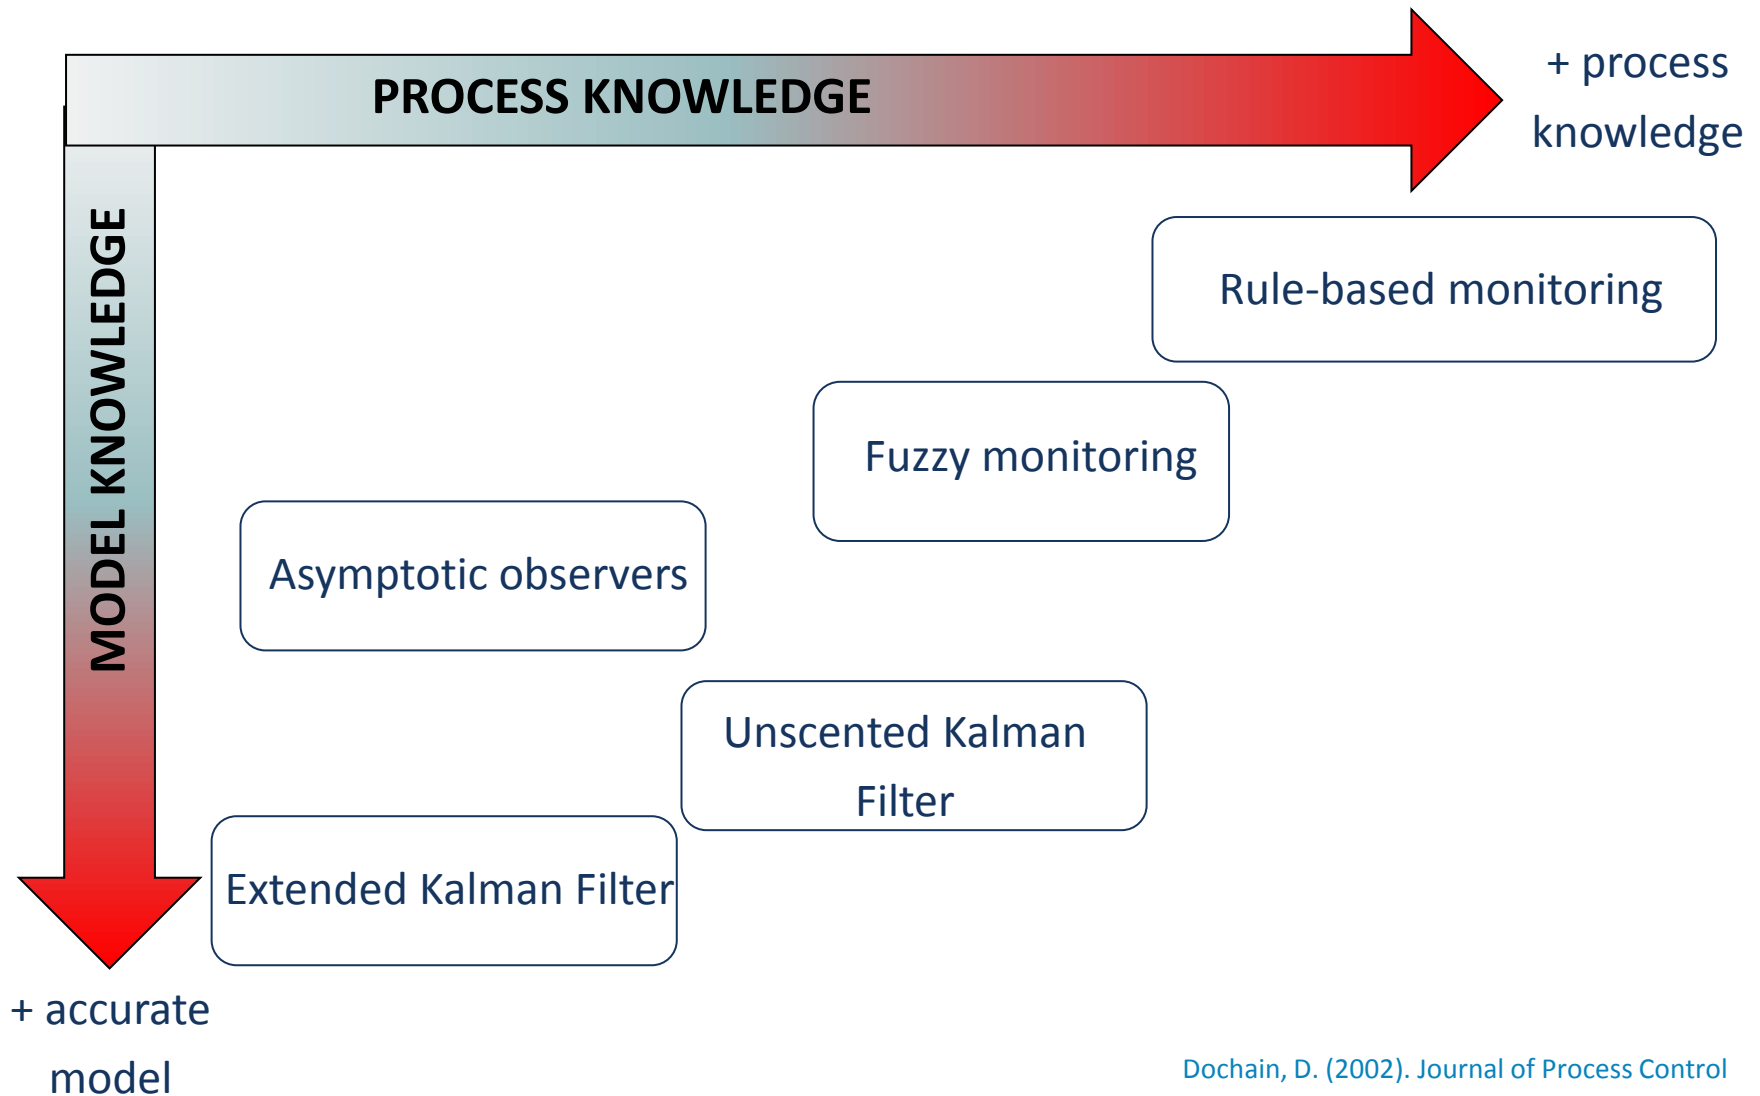 PROCESS KNOWLEDGE
+ process
knowledge
MODEL KNOWLEDGE
Rule-based monitoring
Fuzzy monitoring
Asymptotic observers
Unscented Kalman
Filter
Extended Kalman Filter
+ accurate
model
Dochain, D. (2002). Journal of Process Control